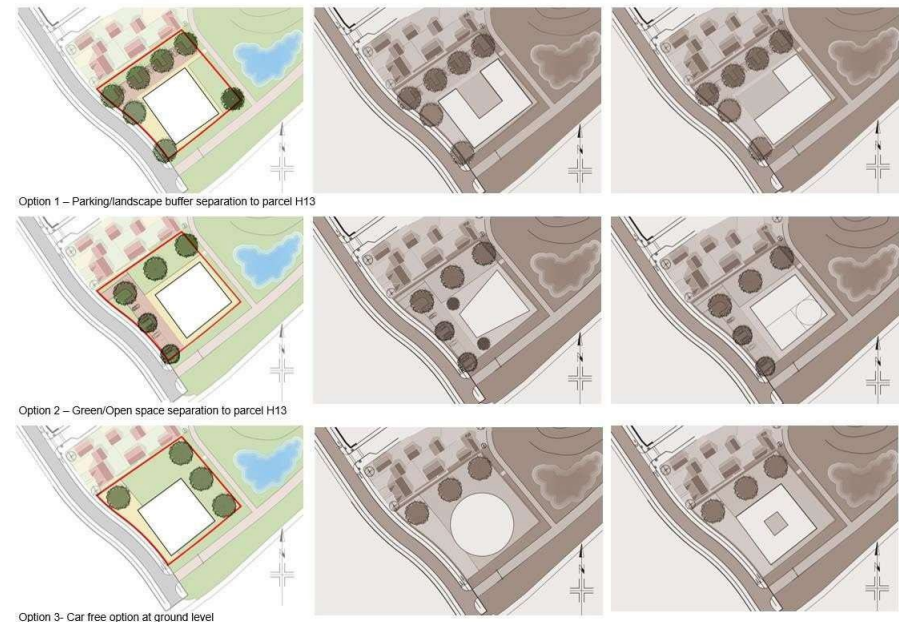 Option 1 – Parking/landscape buffer separation to parcel H13
Option 2 – Green/Open space separation to parcel H13
Option 3- Car free option at ground level